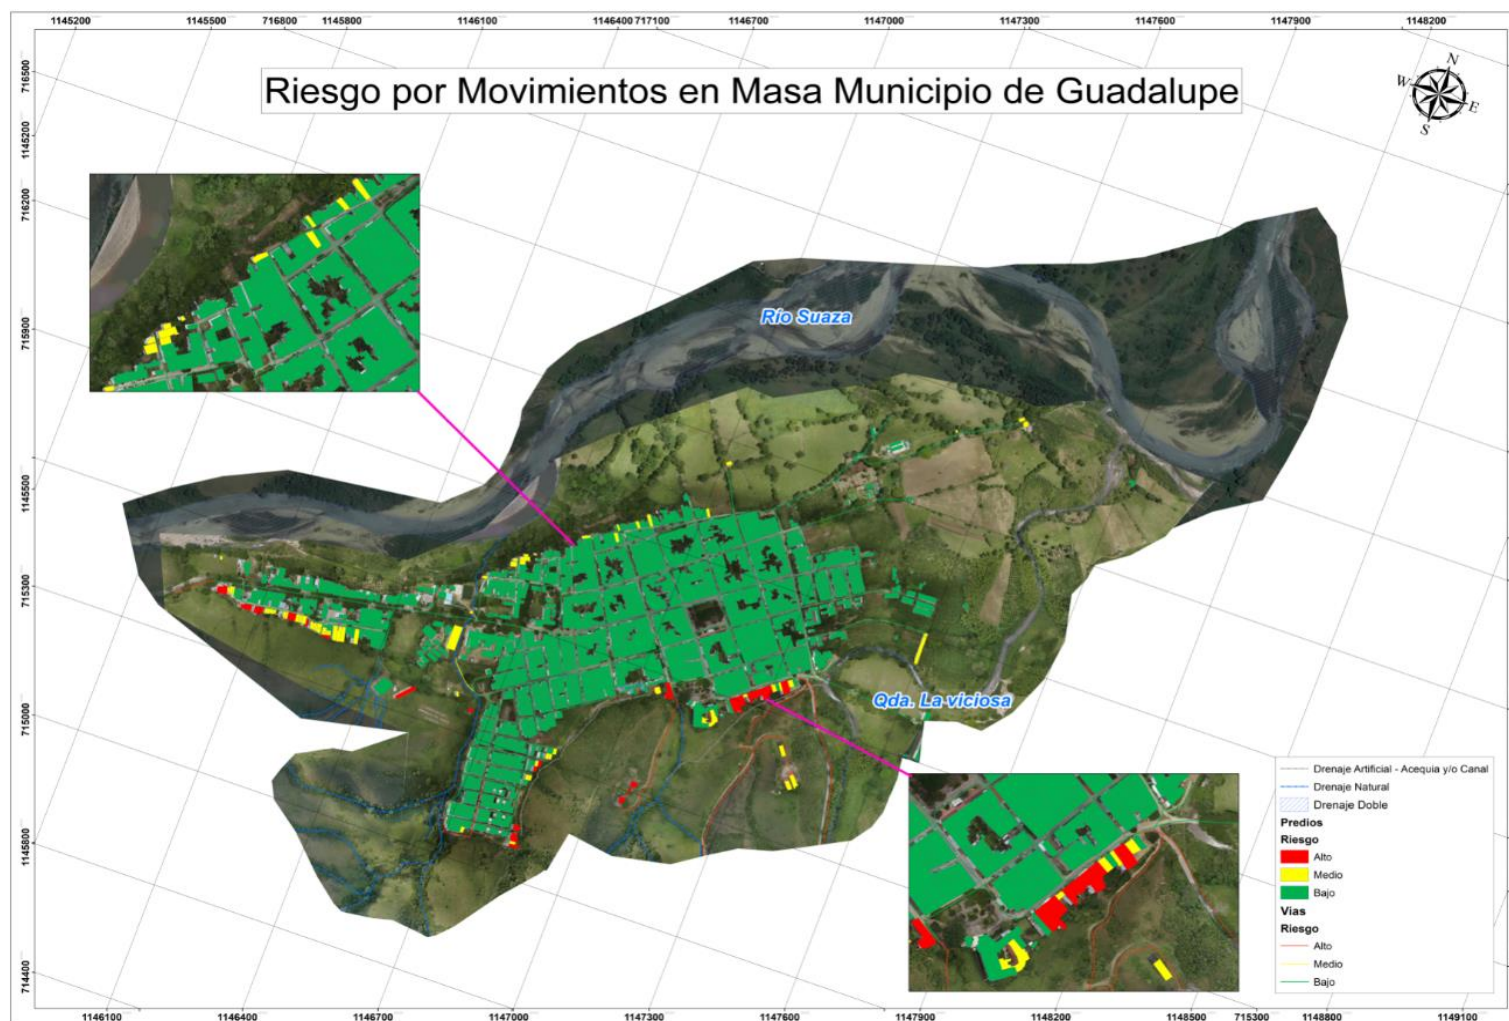 1145200 1145500 716800 1145800 1146100 1146400 717100 1146700 1147000 1147300 1147600 1147900 1148200
Riesgo por Movimientos en Masa Municipio de Guadalupe
N
W
E
S
716500
1145200
716200
715900
1145500
715300
715000
1145800
714400
Río Suaza
Qda. La viciosa
Drenaje Artificial - Acequia y/o Canal
Drenaje Natural
Drenaje Doble
Predios
Riesgo
Alto
Medio
Bajo
Vias
Riesgo
Alto
Medio
Bajo
1146100 1146400 1146700 1147000 1147300 1147600 1147900 1148200 1148500 715300 1148800 1149100